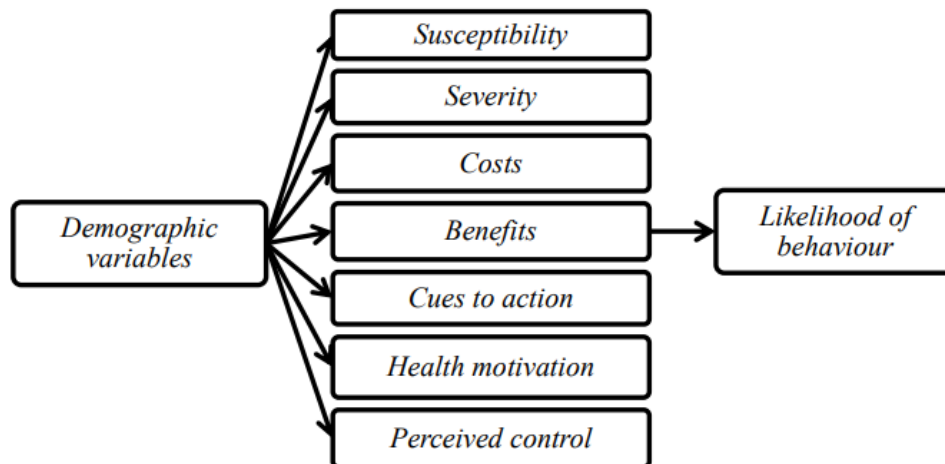 Susceptibility
Severity
Costs
Demographic
variables
Benefits
Likelihood of
behaviour
Cues to action
Health motivation
Perceived control